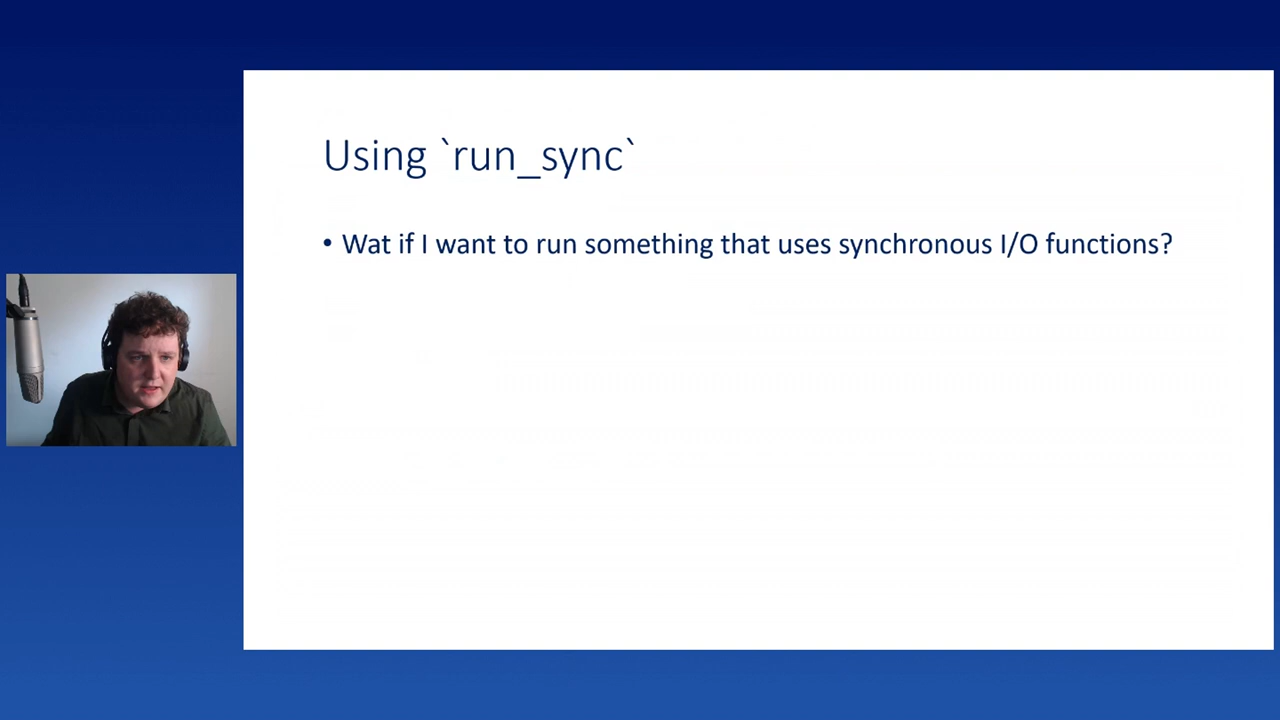 Using `run_sync`
• Wat if I want to run something that uses synchronous I/O functions?